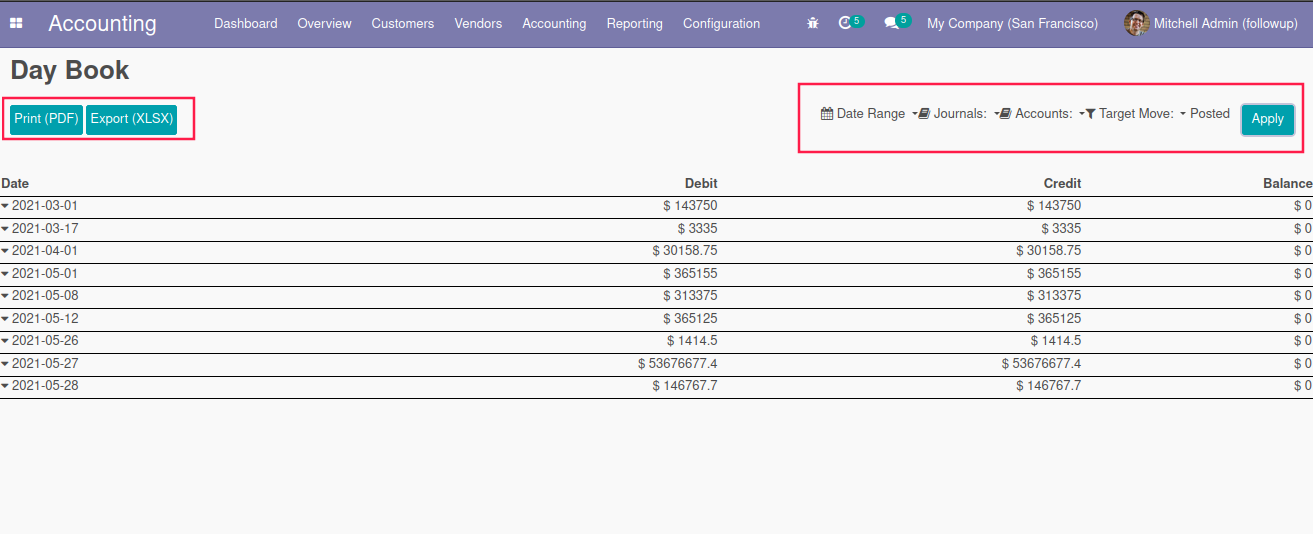 Accounting Dashboard Overview Customers Vendors Accounting Reporting Configuration 5 5 My Company (San Francisco) Mitchell Admin (followup)
Day Book
Print (PDF) Export (XLSX) Date Range Journals: Accounts: Target Move: Posted Apply
Date Debit Credit Balance
2021-03-01 $ 143750 $ 143750 $ 0
2021-03-17 $ 3335 $ 3335 $ 0
2021-04-01 $ 30158.75 $ 30158.75 $ 0
2021-05-01 $ 365155 $ 365155 $ 0
2021-05-08 $ 313375 $ 313375 $ 0
2021-05-12 $ 365125 $ 365125 $ 0
2021-05-26 $ 1414.5 $ 1414.5 $ 0
2021-05-27 $ 53676677.4 $ 53676677.4 $ 0
2021-05-28 $ 146767.7 $ 146767.7 $ 0